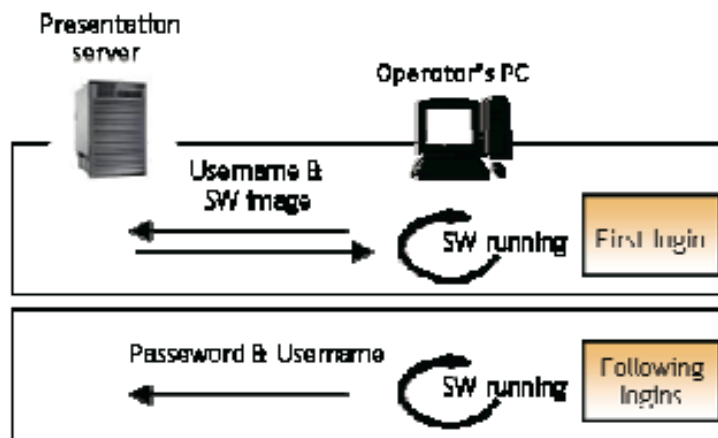 Presentation
server
Operator's PC
Username &
SW image
SW running
First login
Password & Username
SW running
Following
logins